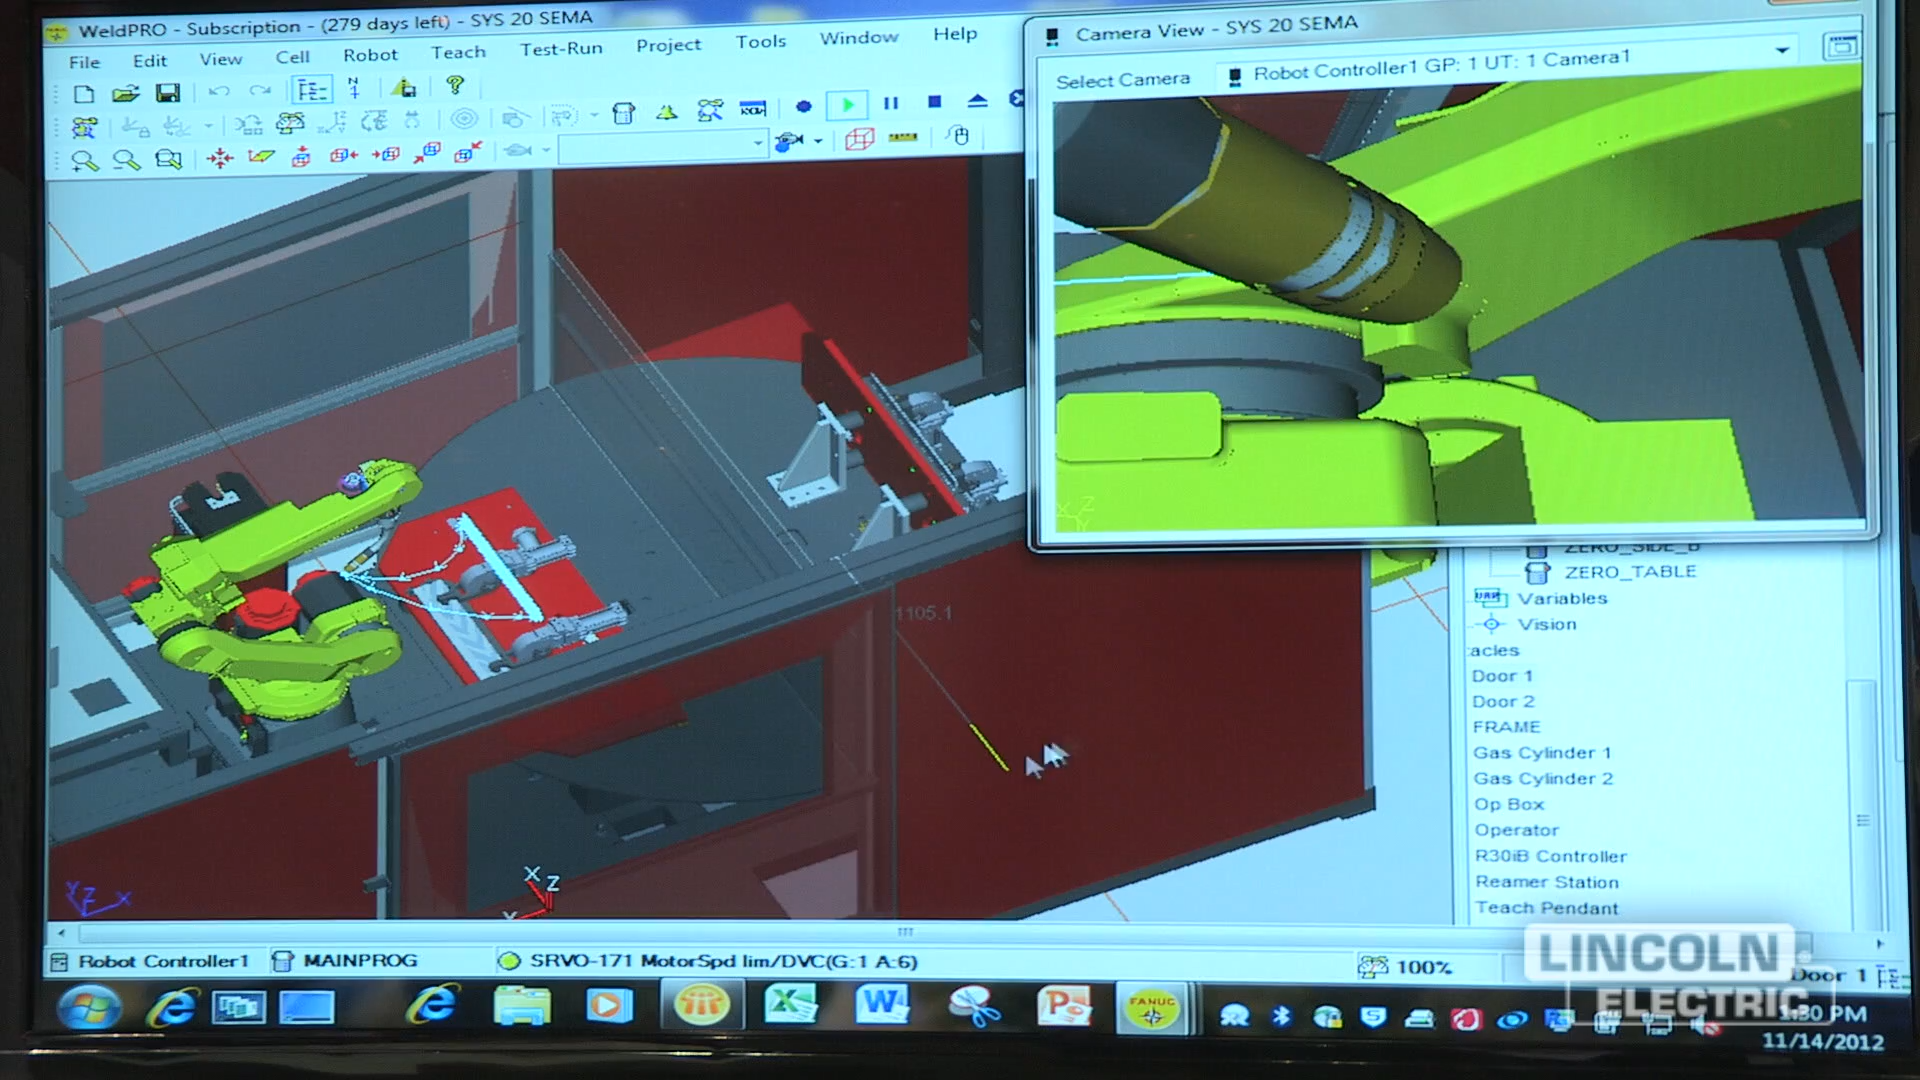 WeldPRO - Subscription - (279 days left) - SYS 20 SEMA
File Edit View Cell Robot Teach Test-Run Project Tools Window Help
Camera View - SYS 20 SEMA
Select Camera Robot Controller1 GP: 1 UT: 1 Camera1
1105.1
X Z
Y
Y Z X
X Z
Y
ZERO_SIDE_B
ZERO_TABLE
Variables
Vision
acles
Door 1
Door 2
FRAME
Gas Cylinder 1
Gas Cylinder 2
Op Box
Operator
R30iB Controller
Reamer Station
Teach Pendant
Robot Controller1 MAINPROG SRVO-171 MotorSpd lim/DVC(G:1 A:6) 100% Door 1
LINCOLN
ELECTRIC
FANUC
:30 PM
11/14/2012